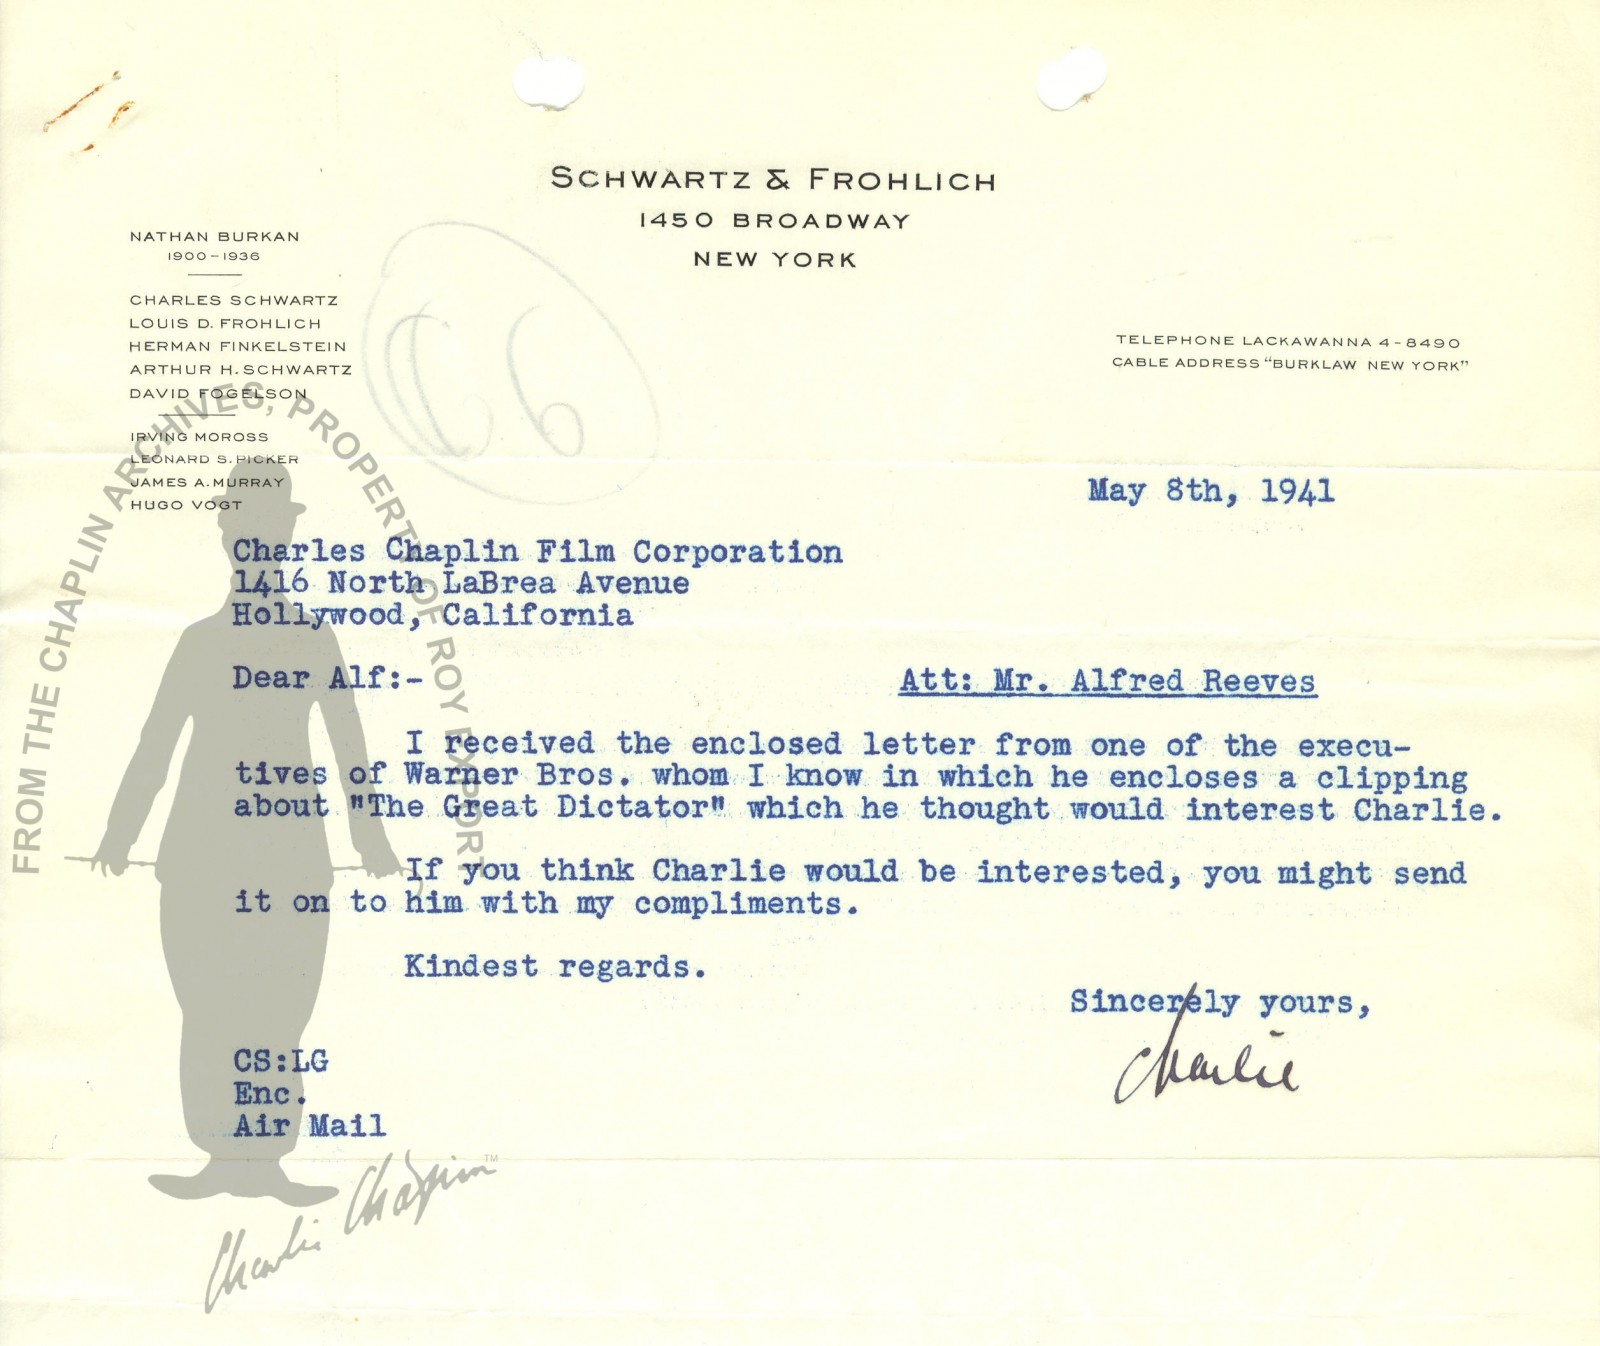 SCHWARTZ & FROHLICH
1450 BROADWAY
NEW YORK
NATHAN BURKAN
1900-1936
CHARLES SCHWARTZ
LOUIS D. FROHLICH
HERMAN FINKELSTEIN
ARTHUR H. SCHWARTZ
DAVID FOGELSON
IRVING MOROSS
LEONARD S. PICKER
JAMES A. MURRAY
HUGO VOGT
TELEPHONE LACKAWANNA 4-8490
CABLE ADDRESS "BURKLAW NEW YORK"
May 8th, 1941
Charles Chaplin Film Corporation
1416 North LaBrea Avenue
Hollywood, California
Dear Alf:-
Att: Mr. Alfred Reeves
I received the enclosed letter from one of the execu-
tives of Warner Bros. whom I know in which he encloses a clipping
about "The Great Dictator" which he thought would interest Charlie.
If you think Charlie would be interested, you might send
it on to him with my compliments.
Kindest regards.
Sincerely yours,
Charlie
CS:LG
Enc.
Air Mail
FROM THE CHAPLIN ARCHIVES, PROPERTY OF ROY EXPORT
Charlie Chaplin™